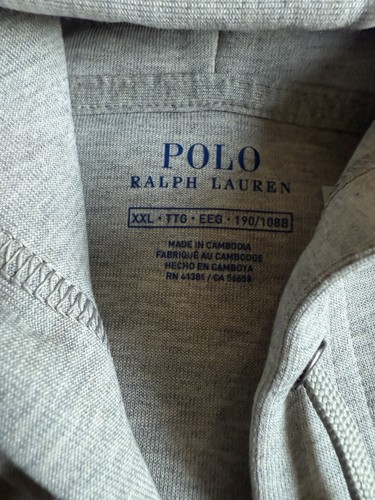 POLO
RALPH LAUREN
XXL • TTG • EEG • 190/108B
MADE IN CAMBODIA
FABRIQUÉ AU CAMBODGE
HECHO EN CAMBOYA
RN 41381 / CA 56658